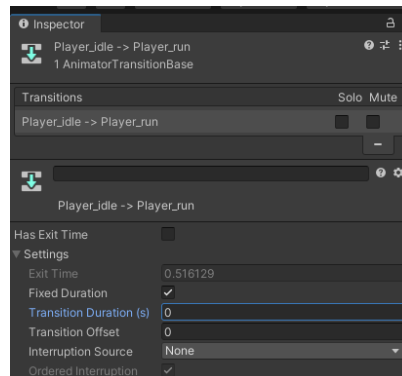 Inspector
Player_idle -> Player_run
1 AnimatorTransitionBase
Transitions Solo Mute
Player_idle -> Player_run
Player_idle -> Player_run
Has Exit Time
Settings
Exit Time 0.516129
Fixed Duration
Transition Duration (s) 0
Transition Offset 0
Interruption Source None
Ordered Interruption